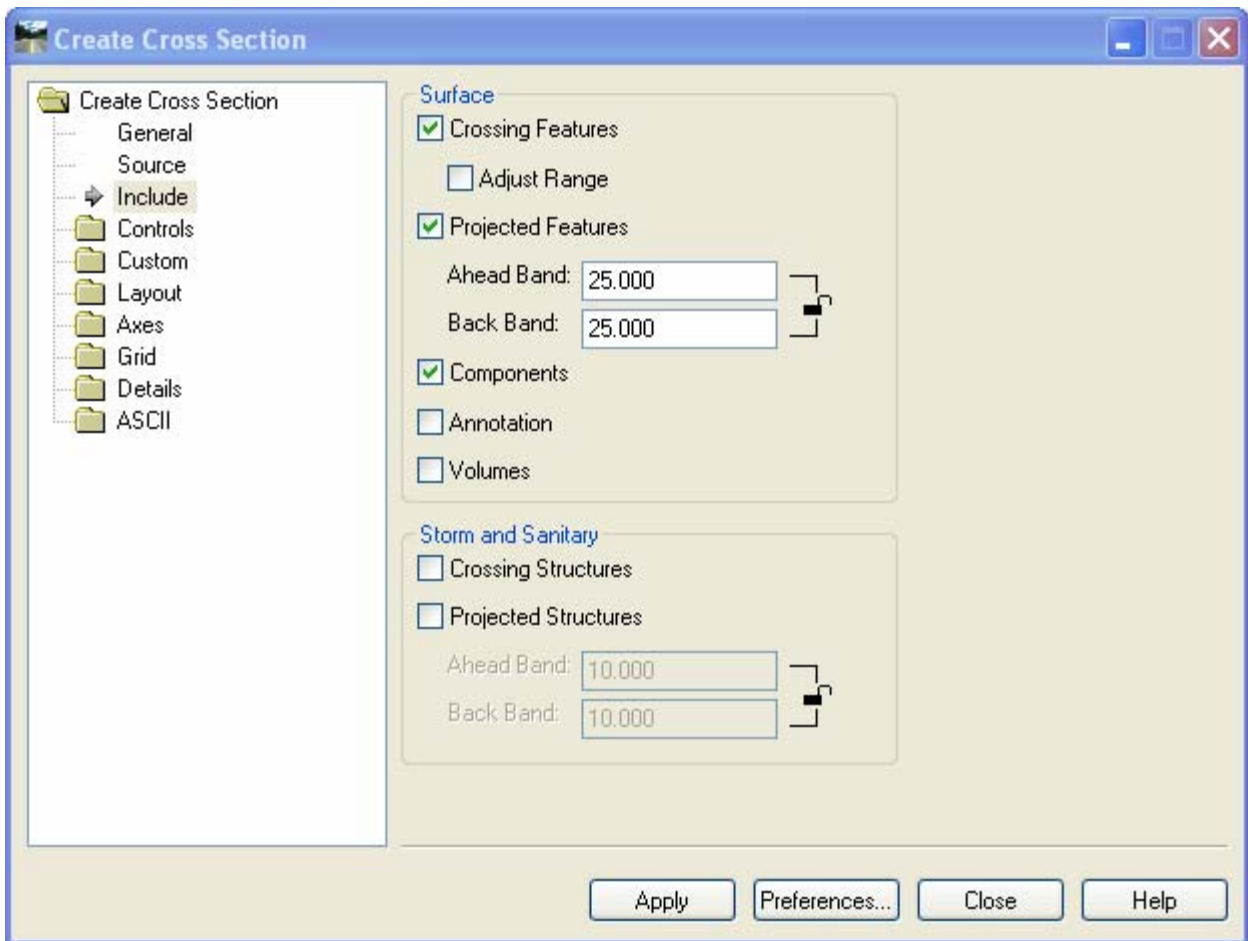 Create Cross Section
Create Cross Section
General
Source
Include
Controls
Custom
Layout
Axes
Grid
Details
ASCII
Surface
Crossing Features
Adjust Range
Projected Features
Ahead Band: 25.000
Back Band: 25.000
Components
Annotation
Volumes
Storm and Sanitary
Crossing Structures
Projected Structures
Ahead Band: 10.000
Back Band: 10.000
Apply Preferences... Close Help